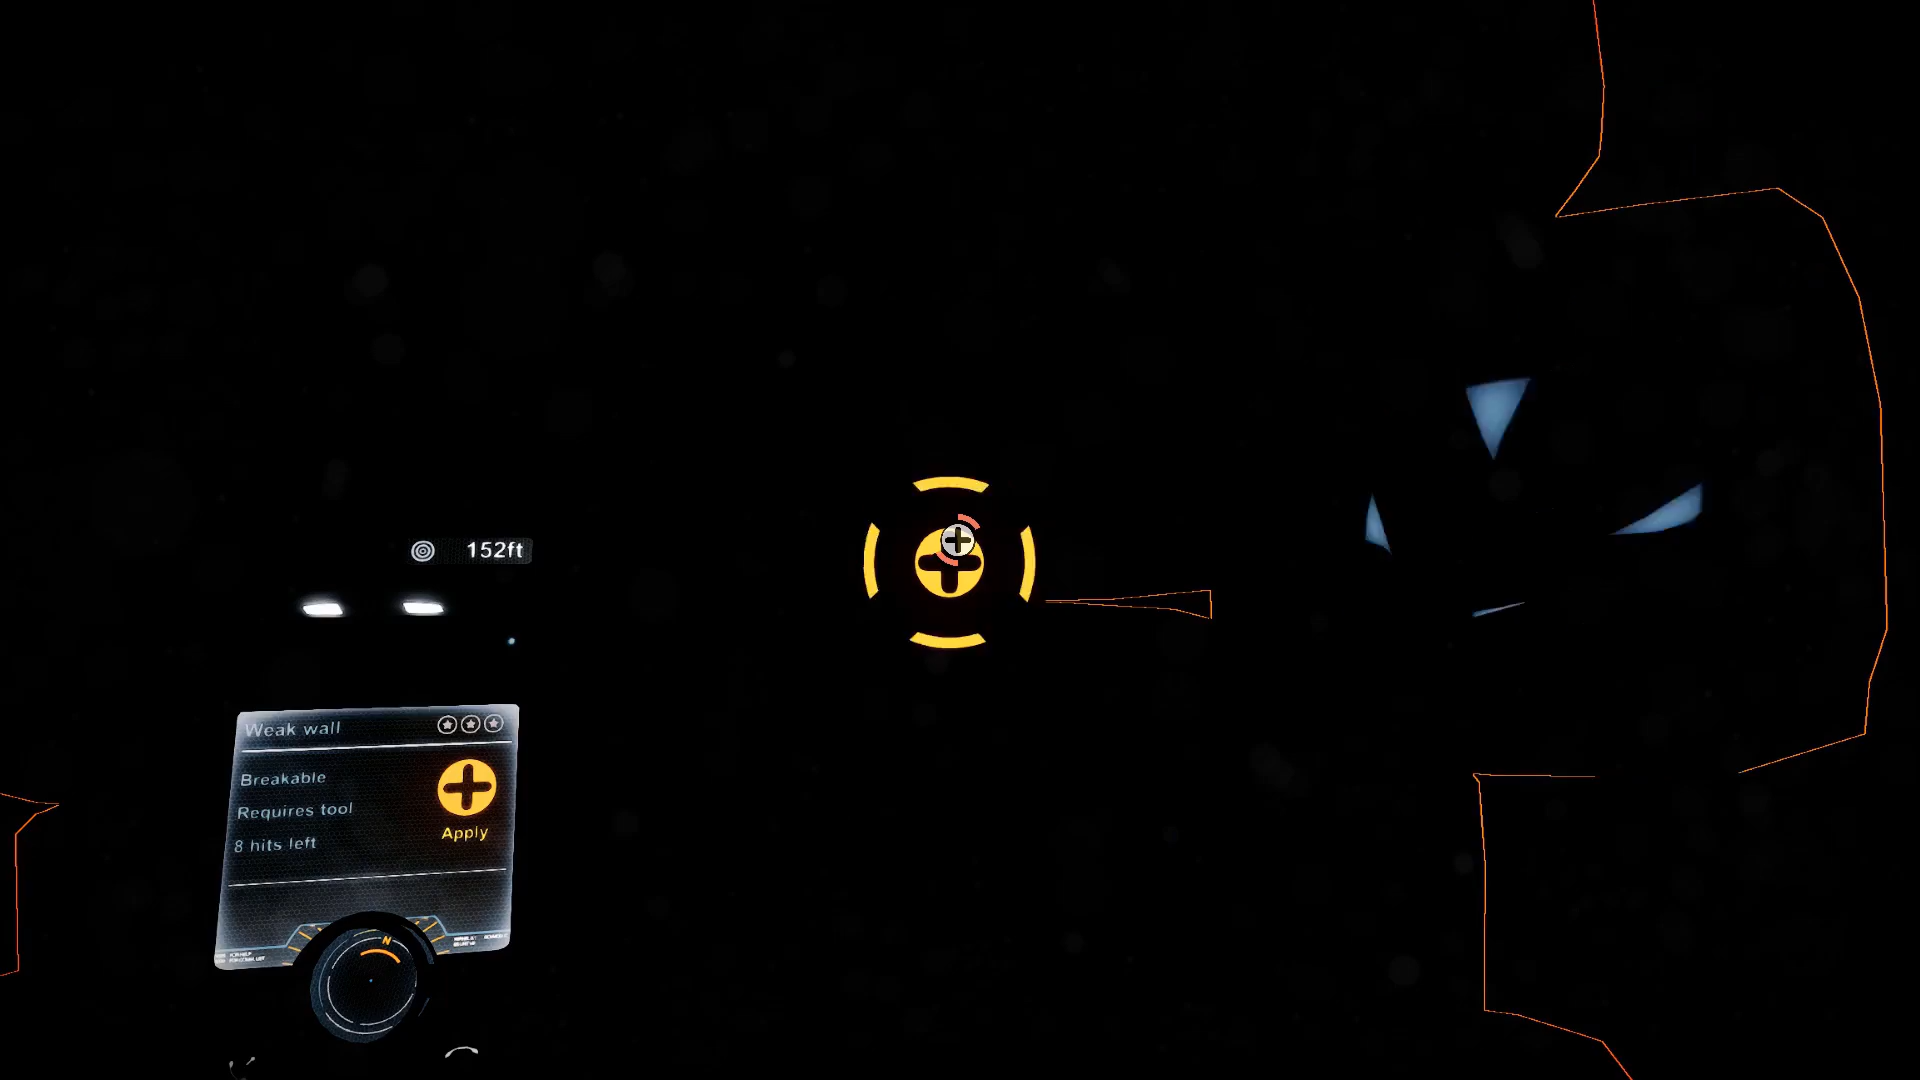 152ft
Weak wall
Breakable
Requires tool
8 hits left
Apply
N